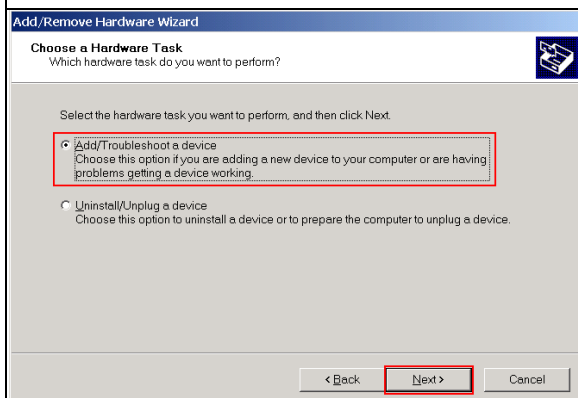 Add/Remove Hardware Wizard
Choose a Hardware Task
Which hardware task do you want to perform?
Select the hardware task you want to perform, and then click Next.
Add/Troubleshoot a device
Choose this option if you are adding a new device to your computer or are having
problems getting a device working.
Uninstall/Unplug a device
Choose this option to uninstall a device or to prepare the computer to unplug a device.
< Back Next > Cancel